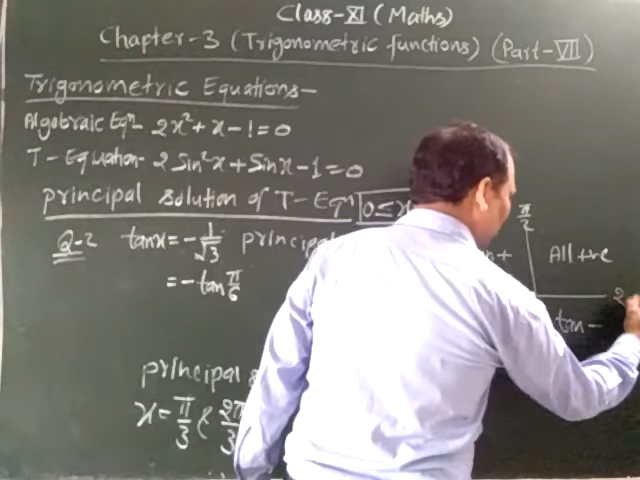 Class-XI (Maths)
Chapter-3 (Trigonometric functions) (Part-VII)
Trigonometric Equations-
Algebraic Eqn- 2x²+x-1=0
T-Equation- 2 Sin²x+Sinx-1=0
principal solution of T-Eqn 0≤x
Q-2 tanx = -1/√3 principal
= -tan π/6
π/2
All +ve
tan -
principal
x = π/3 & 2π/3